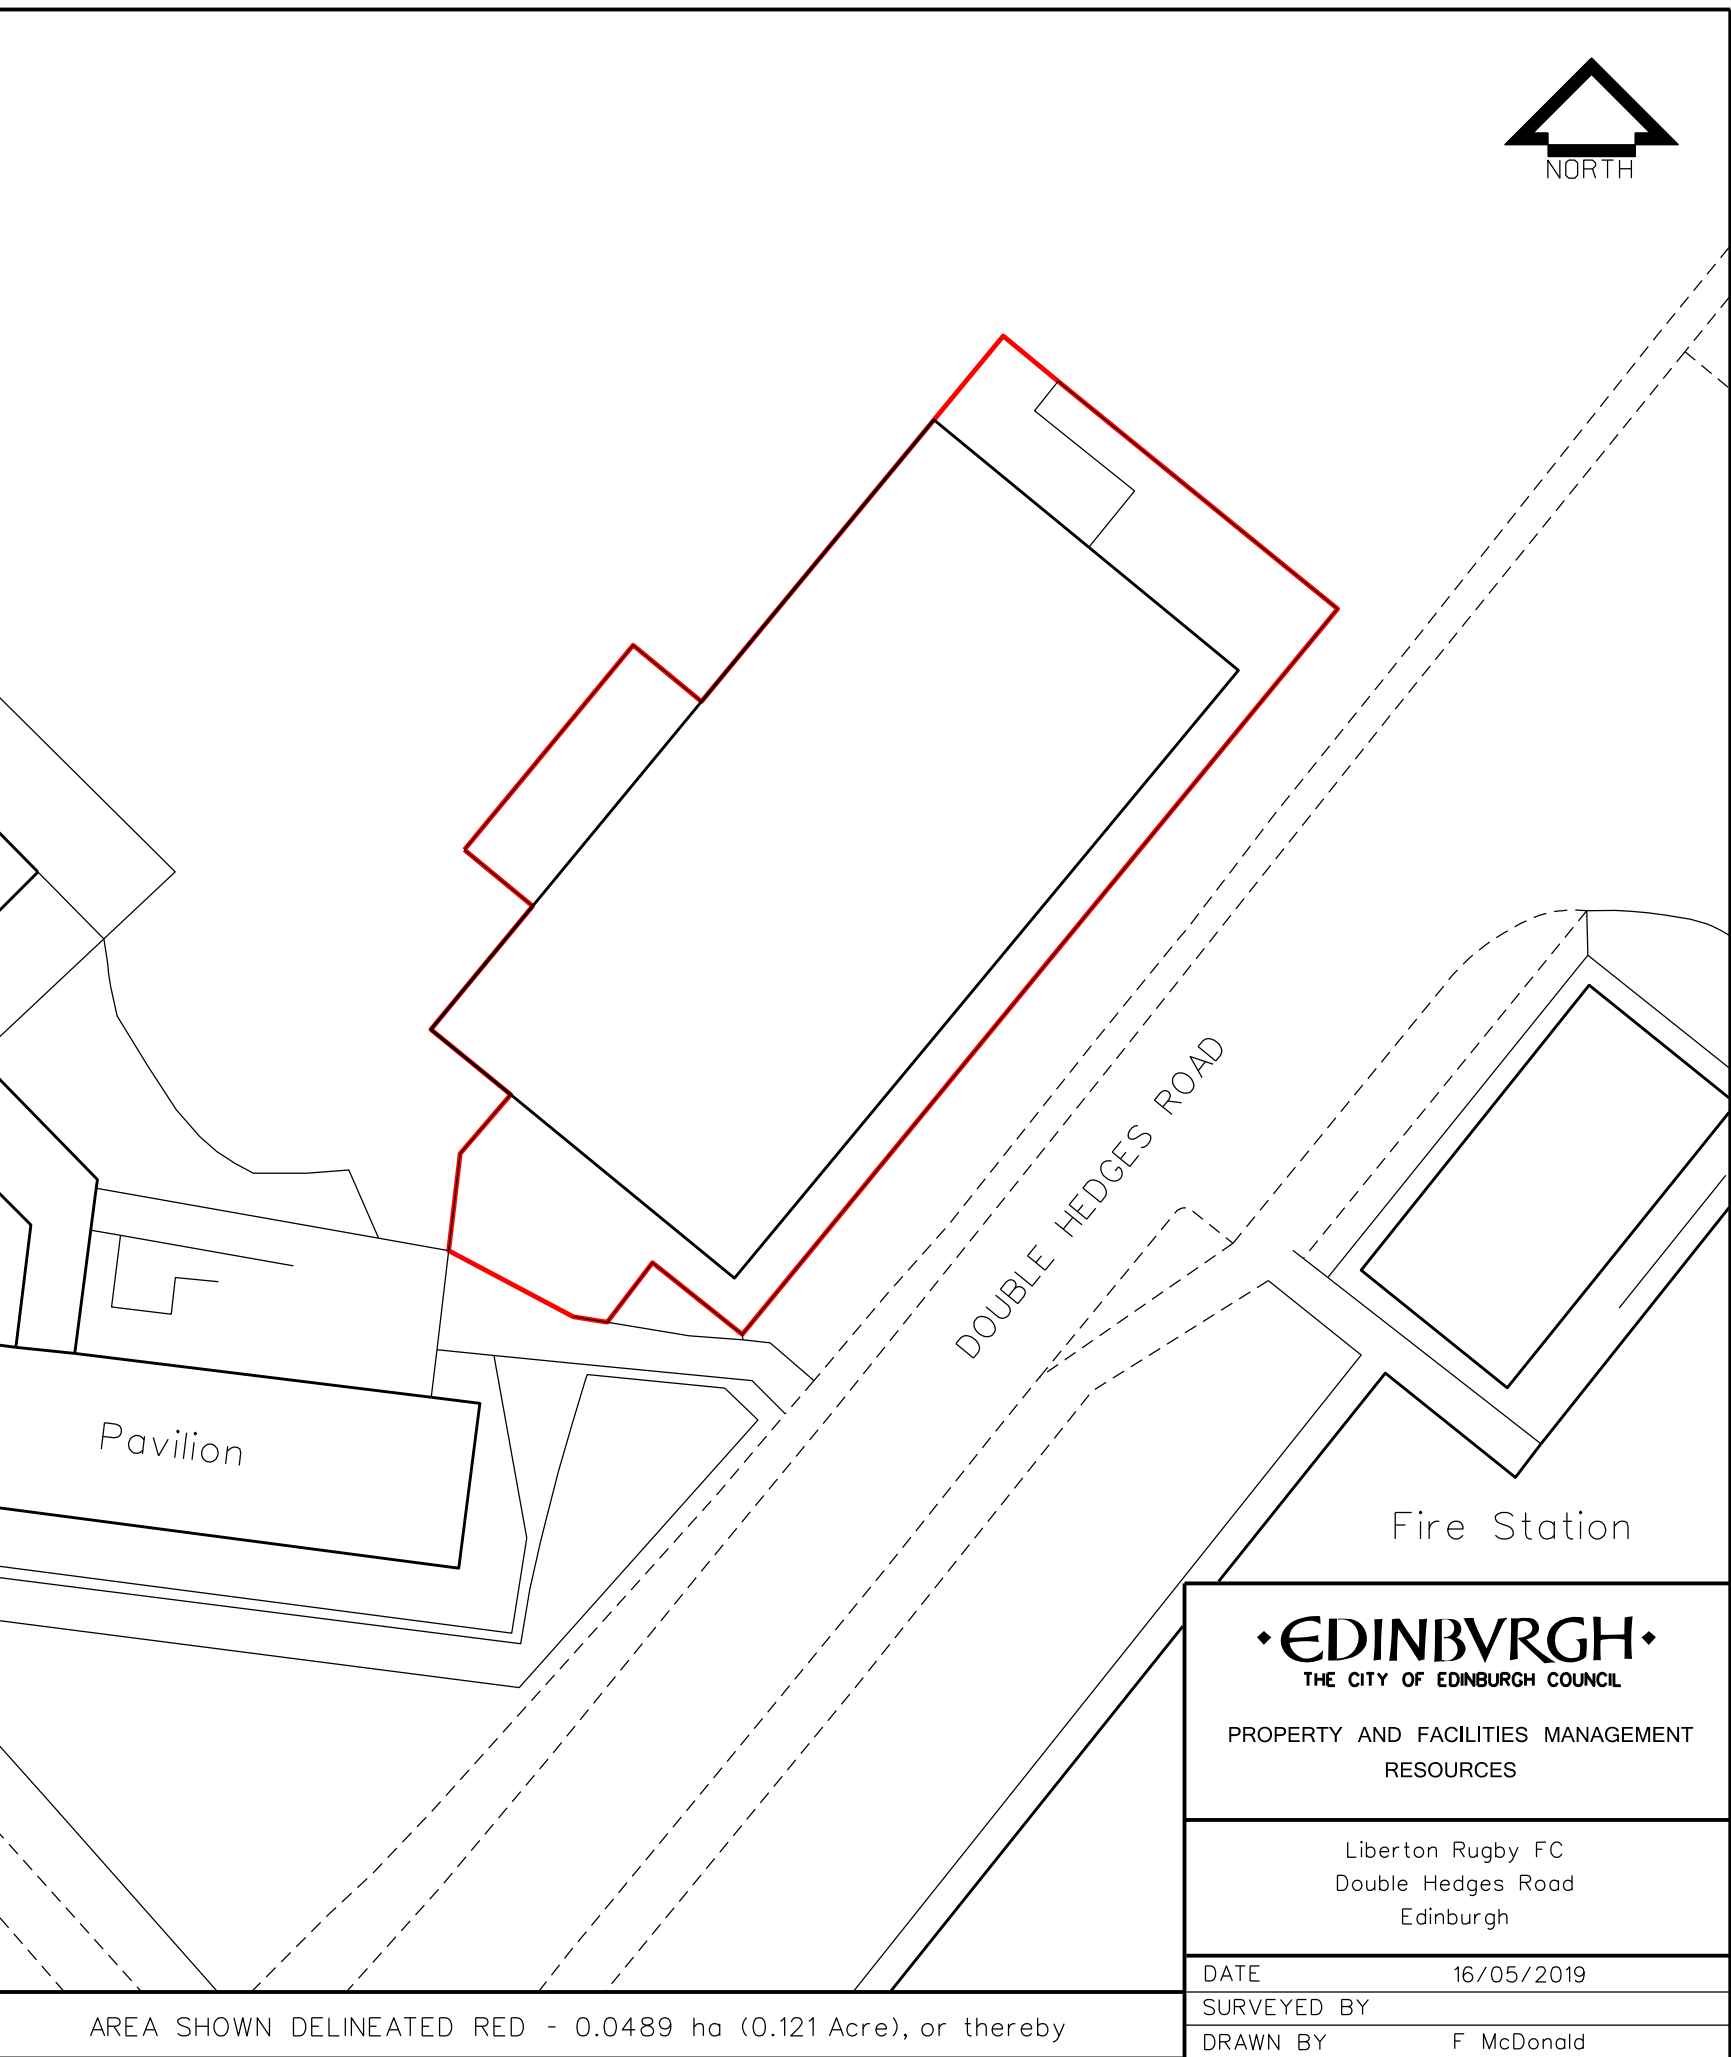 NORTH
DOUBLE HEDGES ROAD
Pavilion
Fire Station
EDINBVRGH
THE CITY OF EDINBURGH COUNCIL
PROPERTY AND FACILITIES MANAGEMENT
RESOURCES
Liberton Rugby FC
Double Hedges Road
Edinburgh
DATE 16/05/2019
SURVEYED BY
DRAWN BY F McDonald
AREA SHOWN DELINEATED RED - 0.0489 ha (0.121 Acre), or thereby